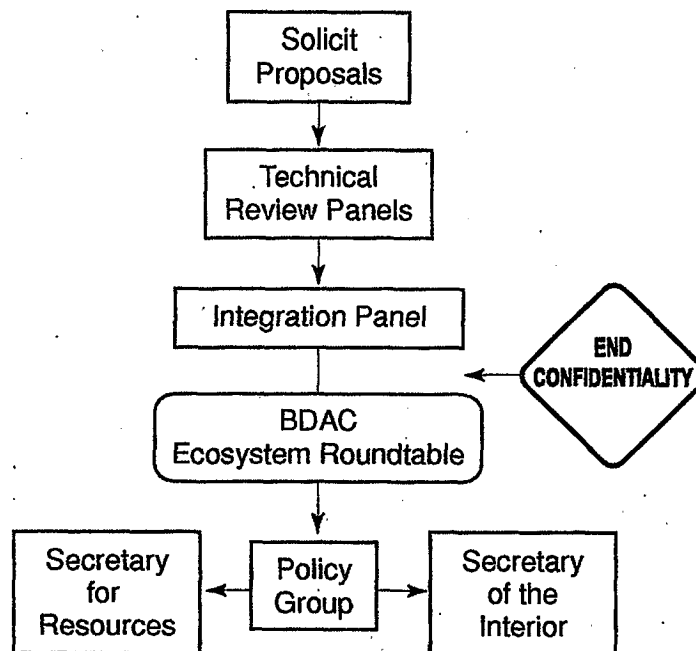 Solicit
Proposals
Technical
Review Panels
Integration Panel
END
CONFIDENTIALITY
BDAC
Ecosystem Roundtable
Secretary
for
Resources
Policy
Group
Secretary
of the
Interior